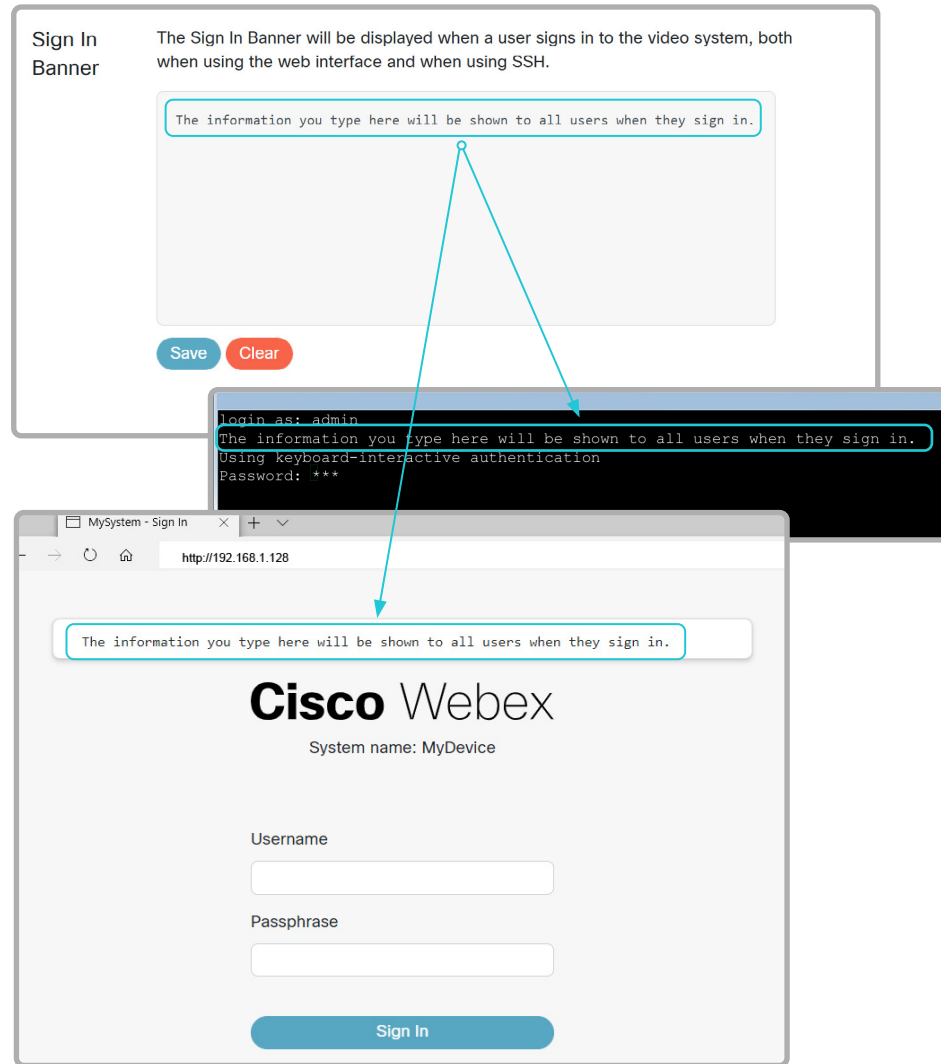 Sign In
Banner
The Sign In Banner will be displayed when a user signs in to the video system, both
when using the web interface and when using SSH.
The information you type here will be shown to all users when they sign in.
Save
Clear
login as: admin
The information you type here will be shown to all users when they sign in.
Using keyboard-interactive authentication
Password: ***
MySystem - Sign In
http://192.168.1.128
The information you type here will be shown to all users when they sign in.
Cisco Webex
System name: MyDevice
Username
Passphrase
Sign In